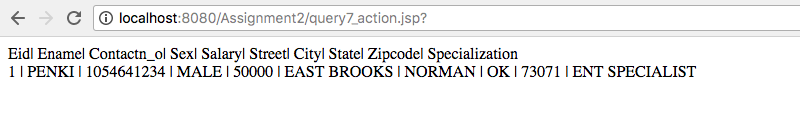 localhost:8080/Assignment2/query7_action.jsp?
Eid| Ename| Contactn_o| Sex| Salary| Street| City| State| Zipcode| Specialization
1 | PENKI | 1054641234 | MALE | 50000 | EAST BROOKS | NORMAN | OK | 73071 | ENT SPECIALIST